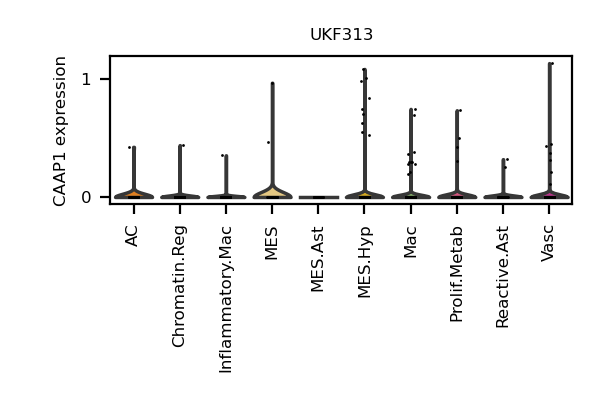 UKF313
CAAP1 expression
1
0
AC
Chromatin.Reg
Inflammatory.Mac
MES
MES.Ast
MES.Hyp
Mac
Prolif.Metab
Reactive.Ast
Vasc